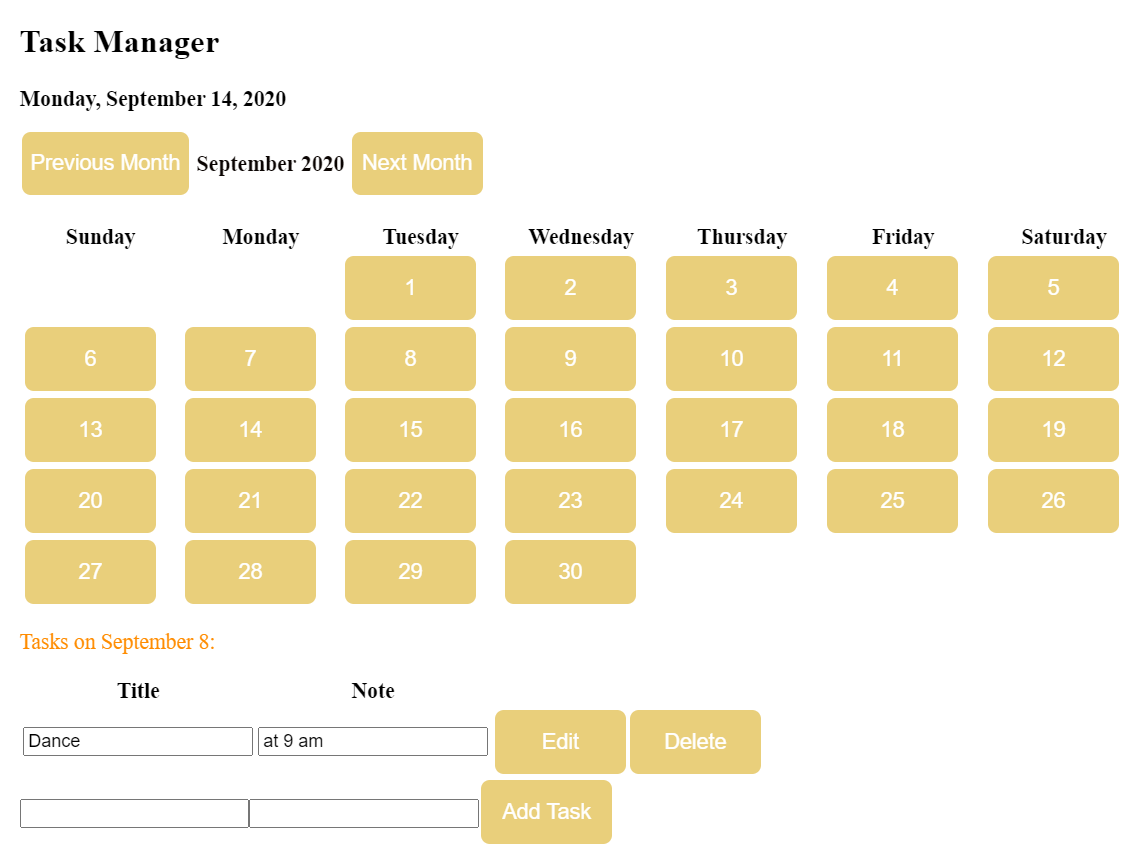 Task Manager
Monday, September 14, 2020
Previous Month September 2020 Next Month
Sunday Monday Tuesday Wednesday Thursday Friday Saturday
1 2 3 4 5
6 7 8 9 10 11 12
13 14 15 16 17 18 19
20 21 22 23 24 25 26
27 28 29 30
Tasks on September 8:
Title Note
Dance at 9 am Edit Delete
Add Task